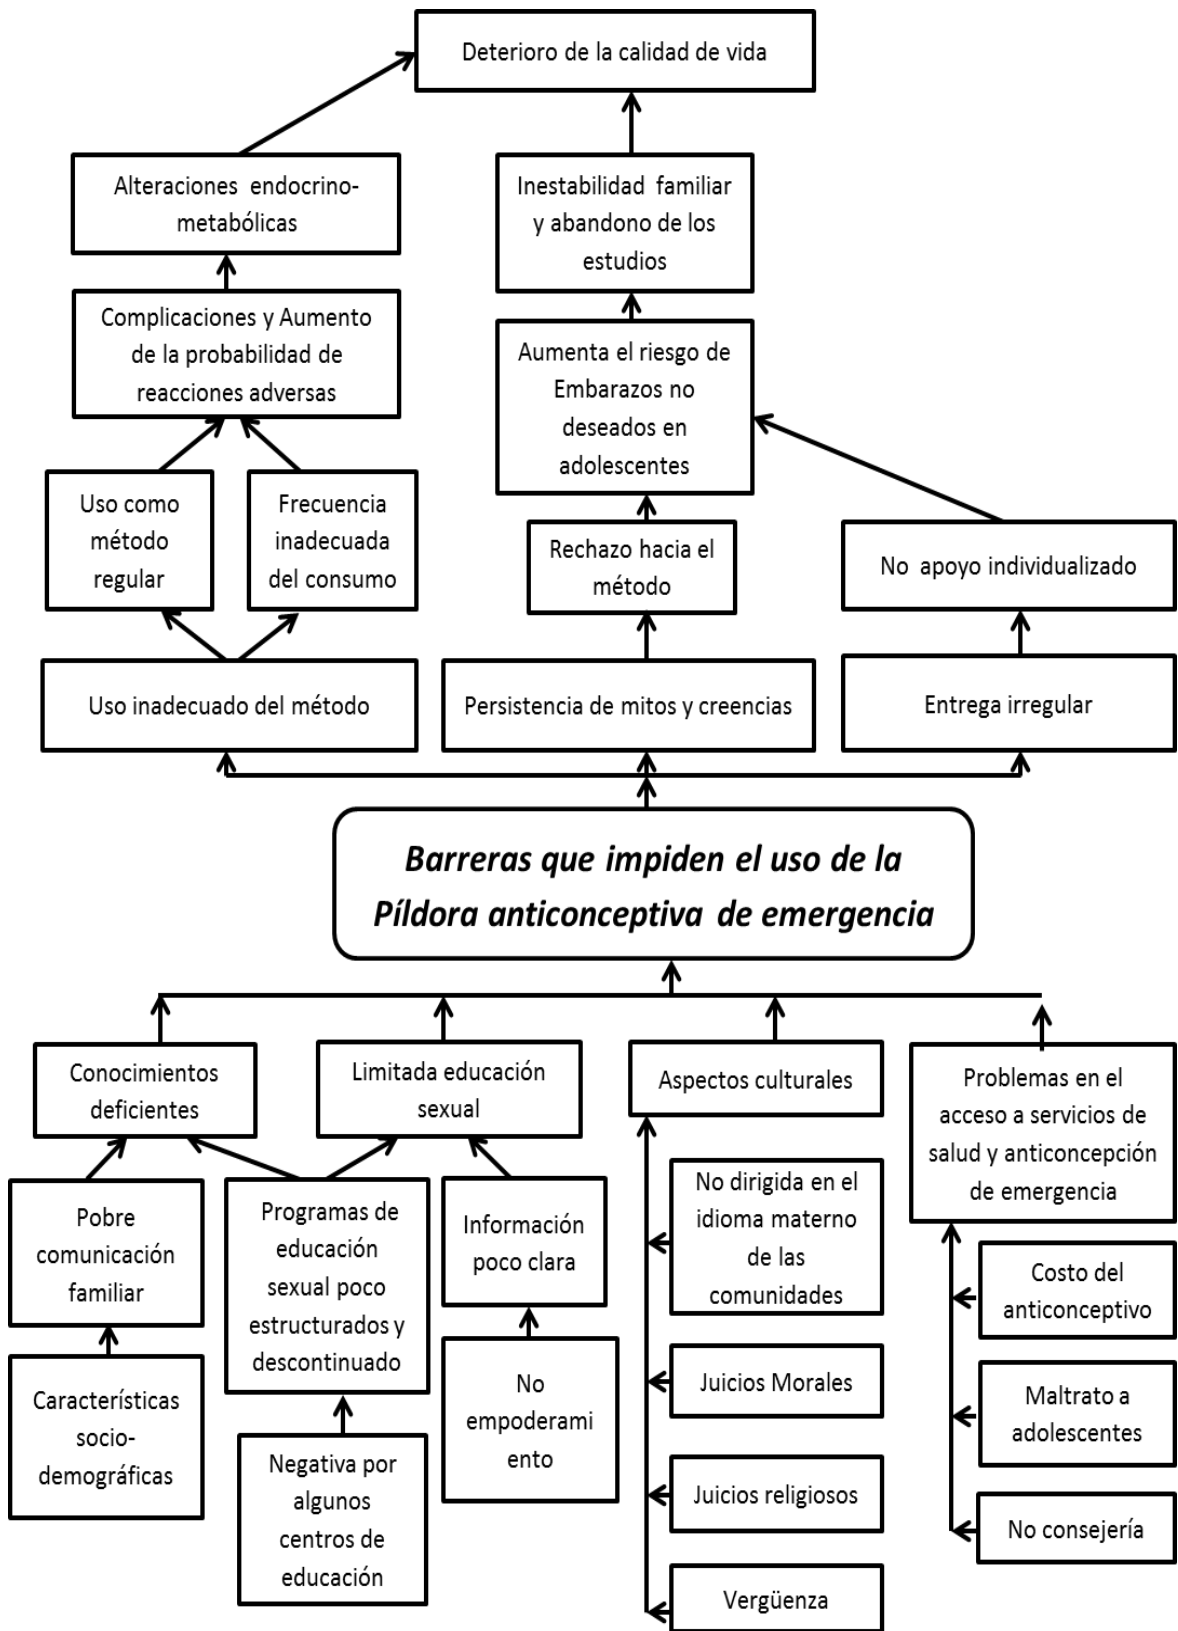 Deterioro de la calidad de vida
Alteraciones endocrino-
metabólicas
Inestabilidad familiar
y abandono de los
estudios
Complicaciones y Aumento
de la probabilidad de
reacciones adversas
Aumenta el riesgo de
Embarazos no
deseados en
adolescentes
Uso como
método
regular
Frecuencia
inadecuada
del consumo
Rechazo hacia el
método
No apoyo individualizado
Uso inadecuado del método
Persistencia de mitos y creencias
Entrega irregular
Barreras que impiden el uso de la
Píldora anticonceptiva de emergencia
Conocimientos
deficientes
Limitada educación
sexual
Aspectos culturales
Problemas en el
acceso a servicios de
salud y anticoncepción
de emergencia
Pobre
comunicación
familiar
Programas de
educación
sexual poco
estructurados y
descontinuado
Información
poco clara
No dirigida en el
idioma materno
de las
comunidades
Costo del
anticonceptivo
Características
socio-
demográficas
Negativa por
algunos
centros de
educación
No
empoderami
ento
Juicios Morales
Maltrato a
adolescentes
Juicios religiosos
No consejería
Vergüenza